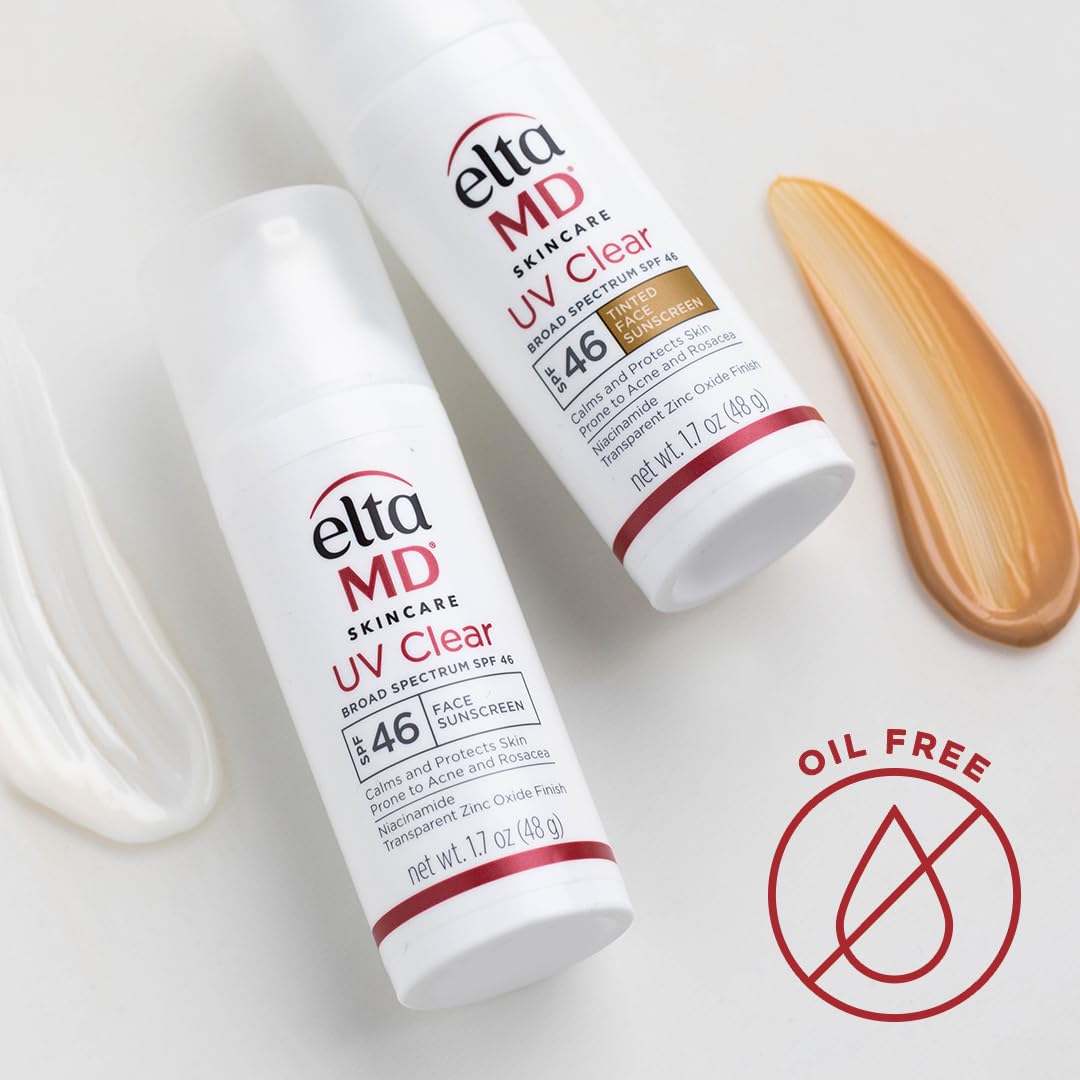 elta
MD®
SKINCARE
UV Clear
BROAD SPECTRUM SPF 46
SPF 46 TINTED
FACE
SUNSCREEN
Calms and Protects Skin
Prone to Acne and Rosacea
Niacinamide
Transparent Zinc Oxide Finish
net wt. 1.7 oz (48 g)
elta
MD®
SKINCARE
UV Clear
BROAD SPECTRUM SPF 46
SPF 46 FACE
SUNSCREEN
Calms and Protects Skin
Prone to Acne and Rosacea
Niacinamide
Transparent Zinc Oxide Finish
net wt. 1.7 oz (48 g)
OIL FREE